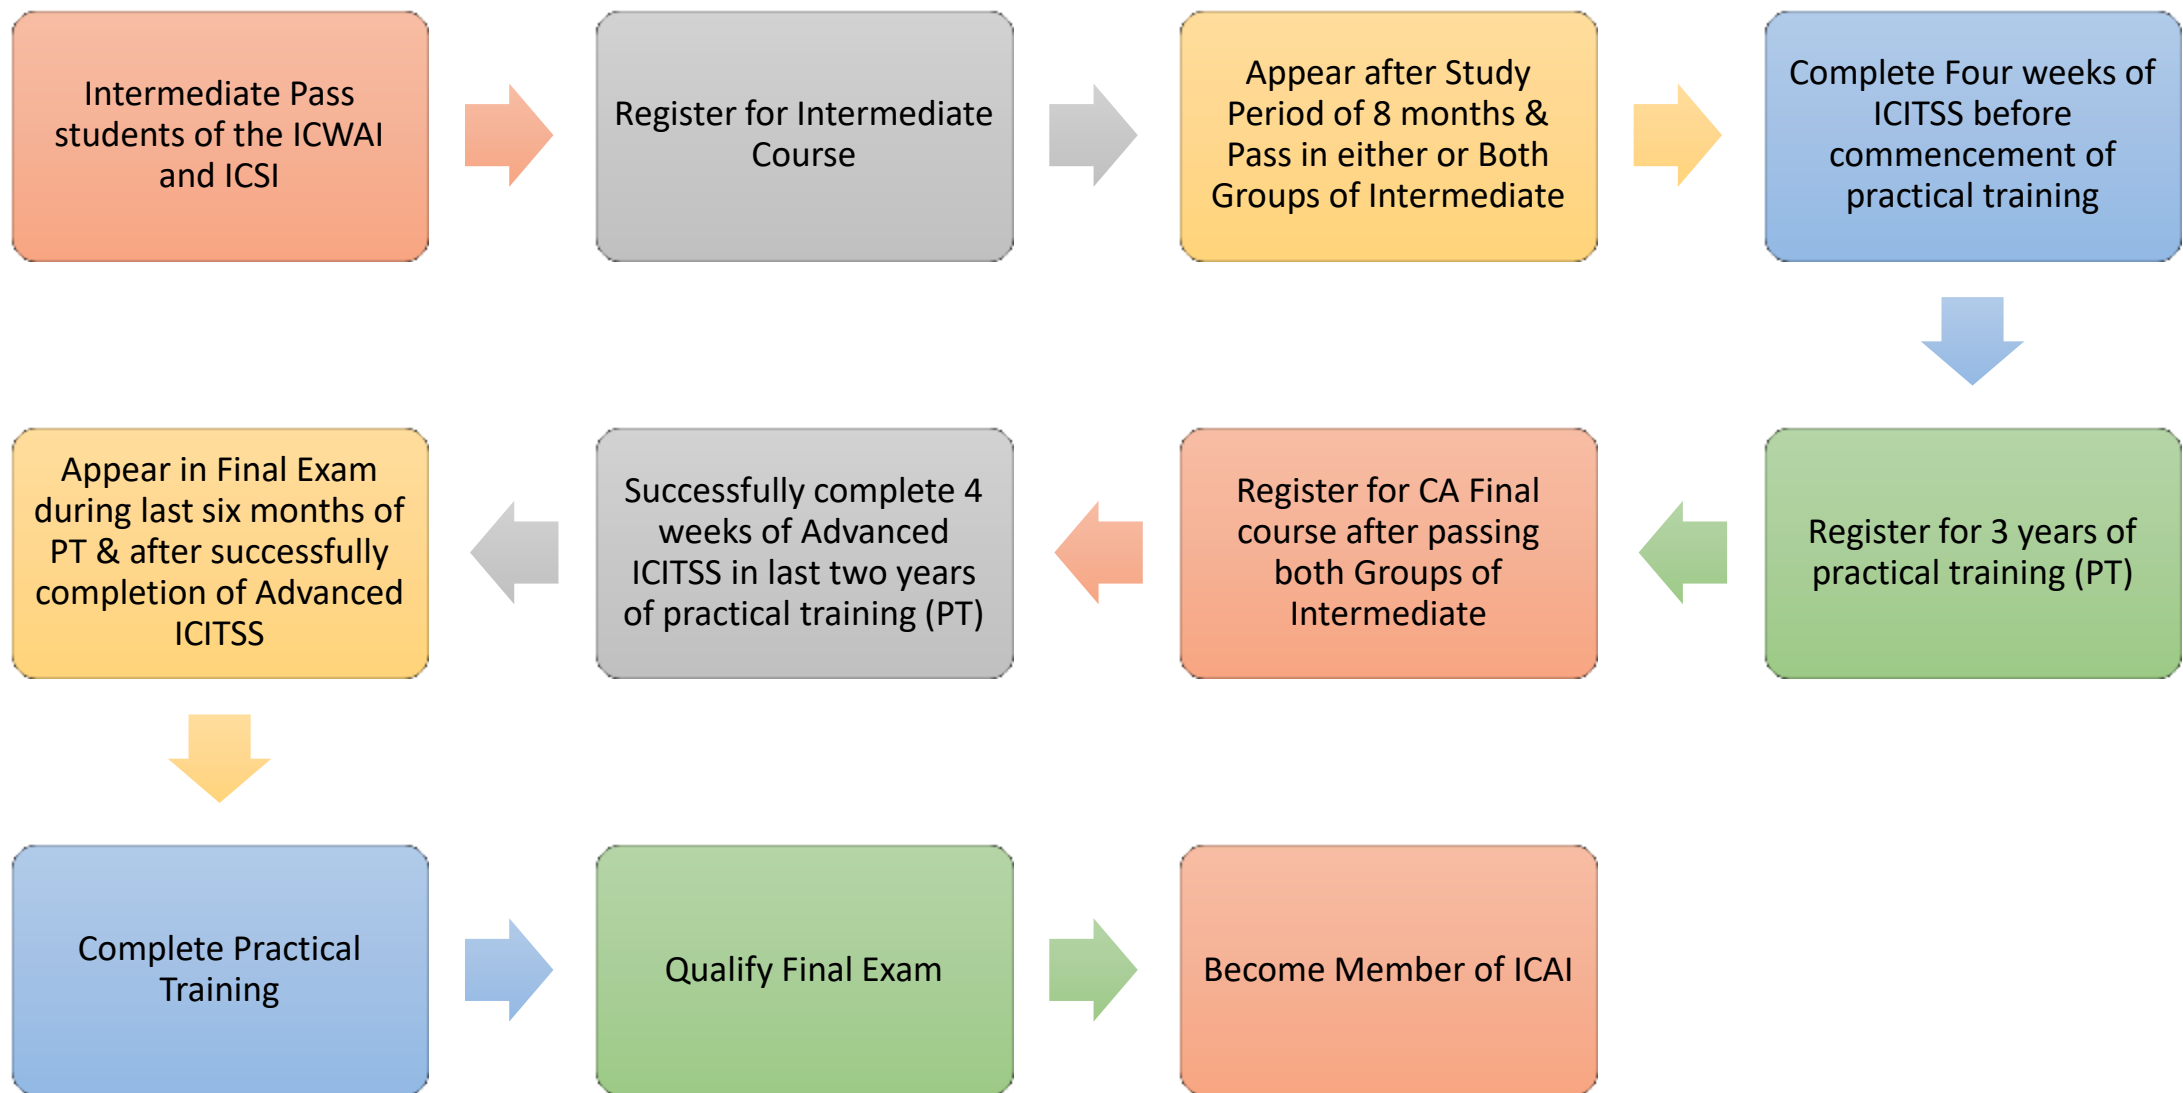 Intermediate Pass
students of the ICWAI
and ICSI
Register for Intermediate
Course
Appear after Study
Period of 8 months &
Pass in either or Both
Groups of Intermediate
Complete Four weeks of
ICITSS before
commencement of
practical training
Register for 3 years of
practical training (PT)
Register for CA Final
course after passing
both Groups of
Intermediate
Successfully complete 4
weeks of Advanced
ICITSS in last two years
of practical training (PT)
Appear in Final Exam
during last six months of
PT & after successfully
completion of Advanced
ICITSS
Complete Practical
Training
Qualify Final Exam
Become Member of ICAI